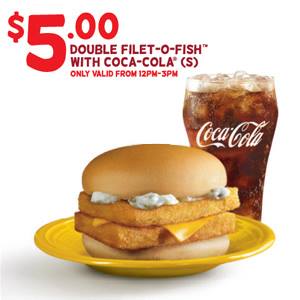 $5.00
DOUBLE FILET-O-FISH™
WITH COCA-COLA® (S)
ONLY VALID FROM 12PM-3PM
Coca-Cola